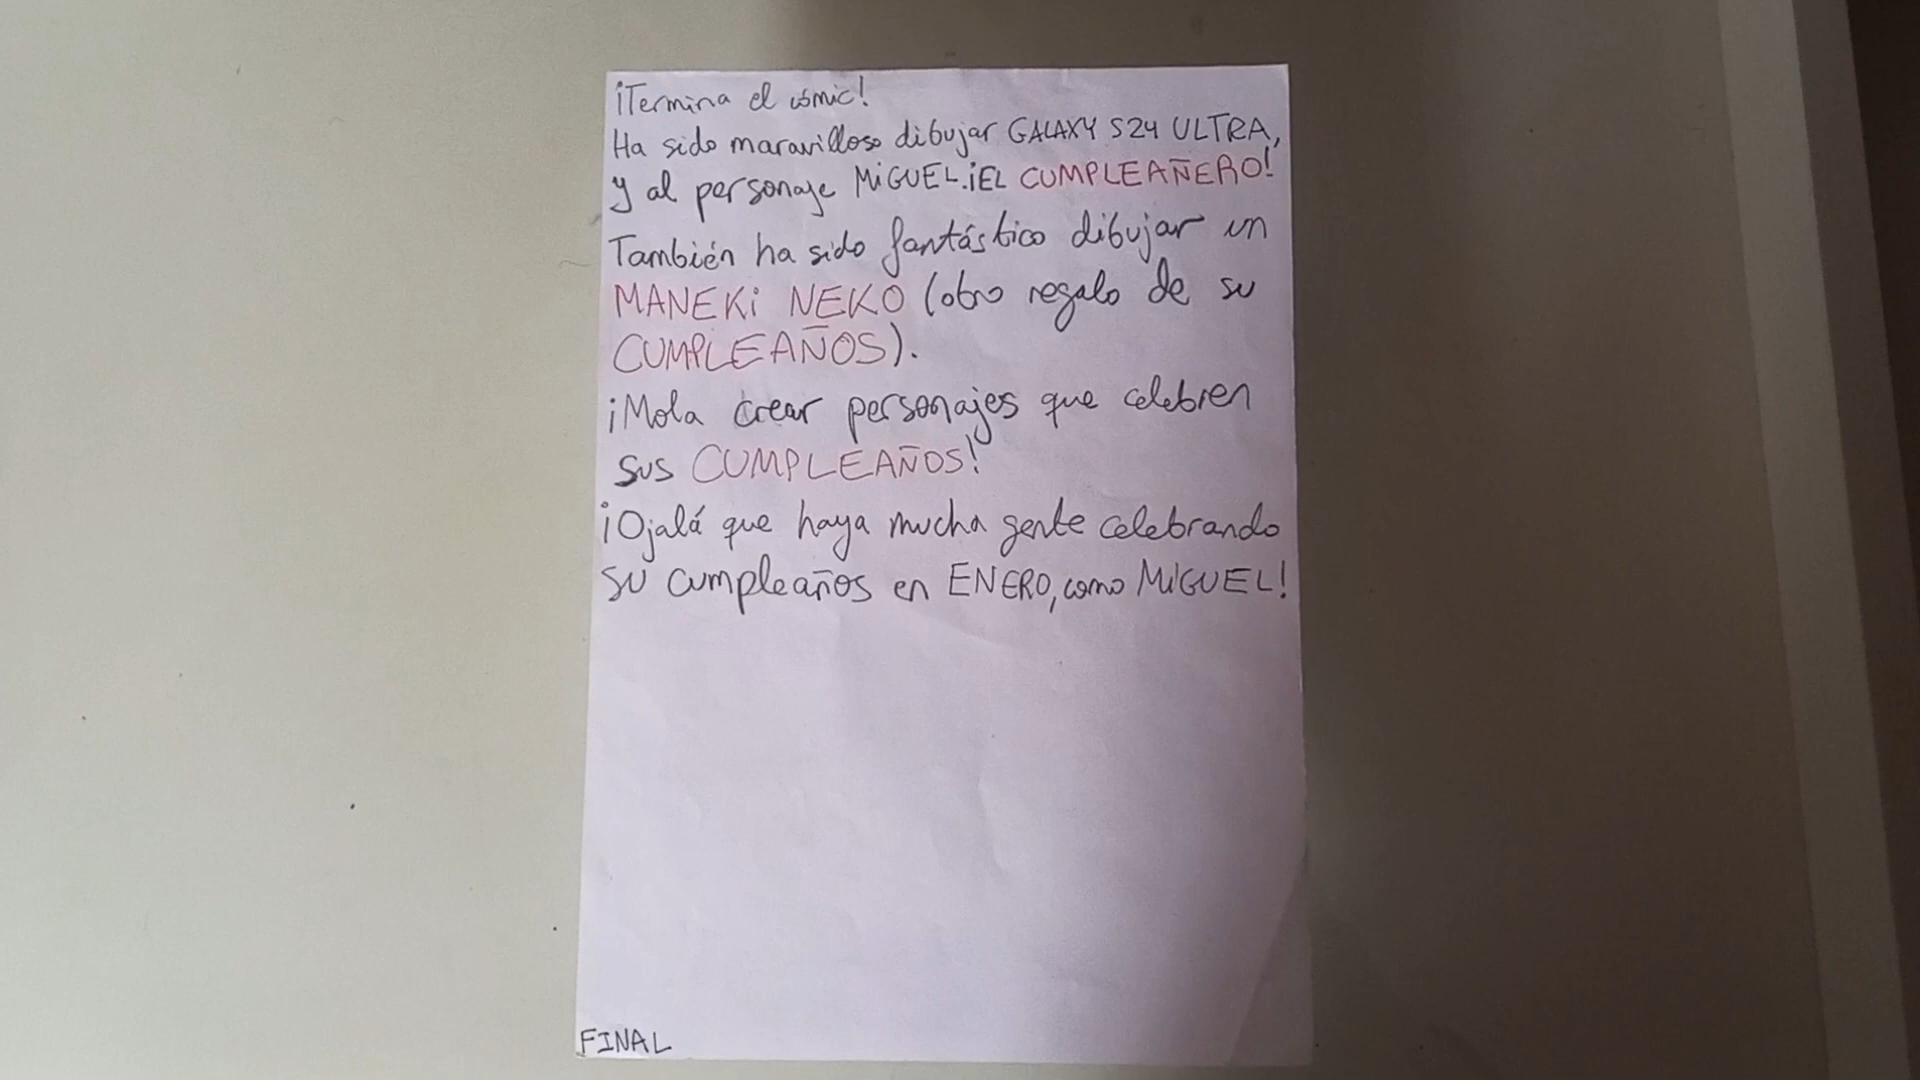 ¡Termina el cómic!
Ha sido maravilloso dibujar GALAXY S24 ULTRA,
y al personaje MiGUEL.¡EL CUMPLEAÑERO!
También ha sido fantástico dibujar un
MANEKi NEKO (otro regalo de su
CUMPLEAÑOS).
¡Mola crear personajes que celebren
sus CUMPLEAÑOS!
¡Ojalá que haya mucha gente celebrando
su cumpleaños en ENERO, como MiGUEL!
FINAL